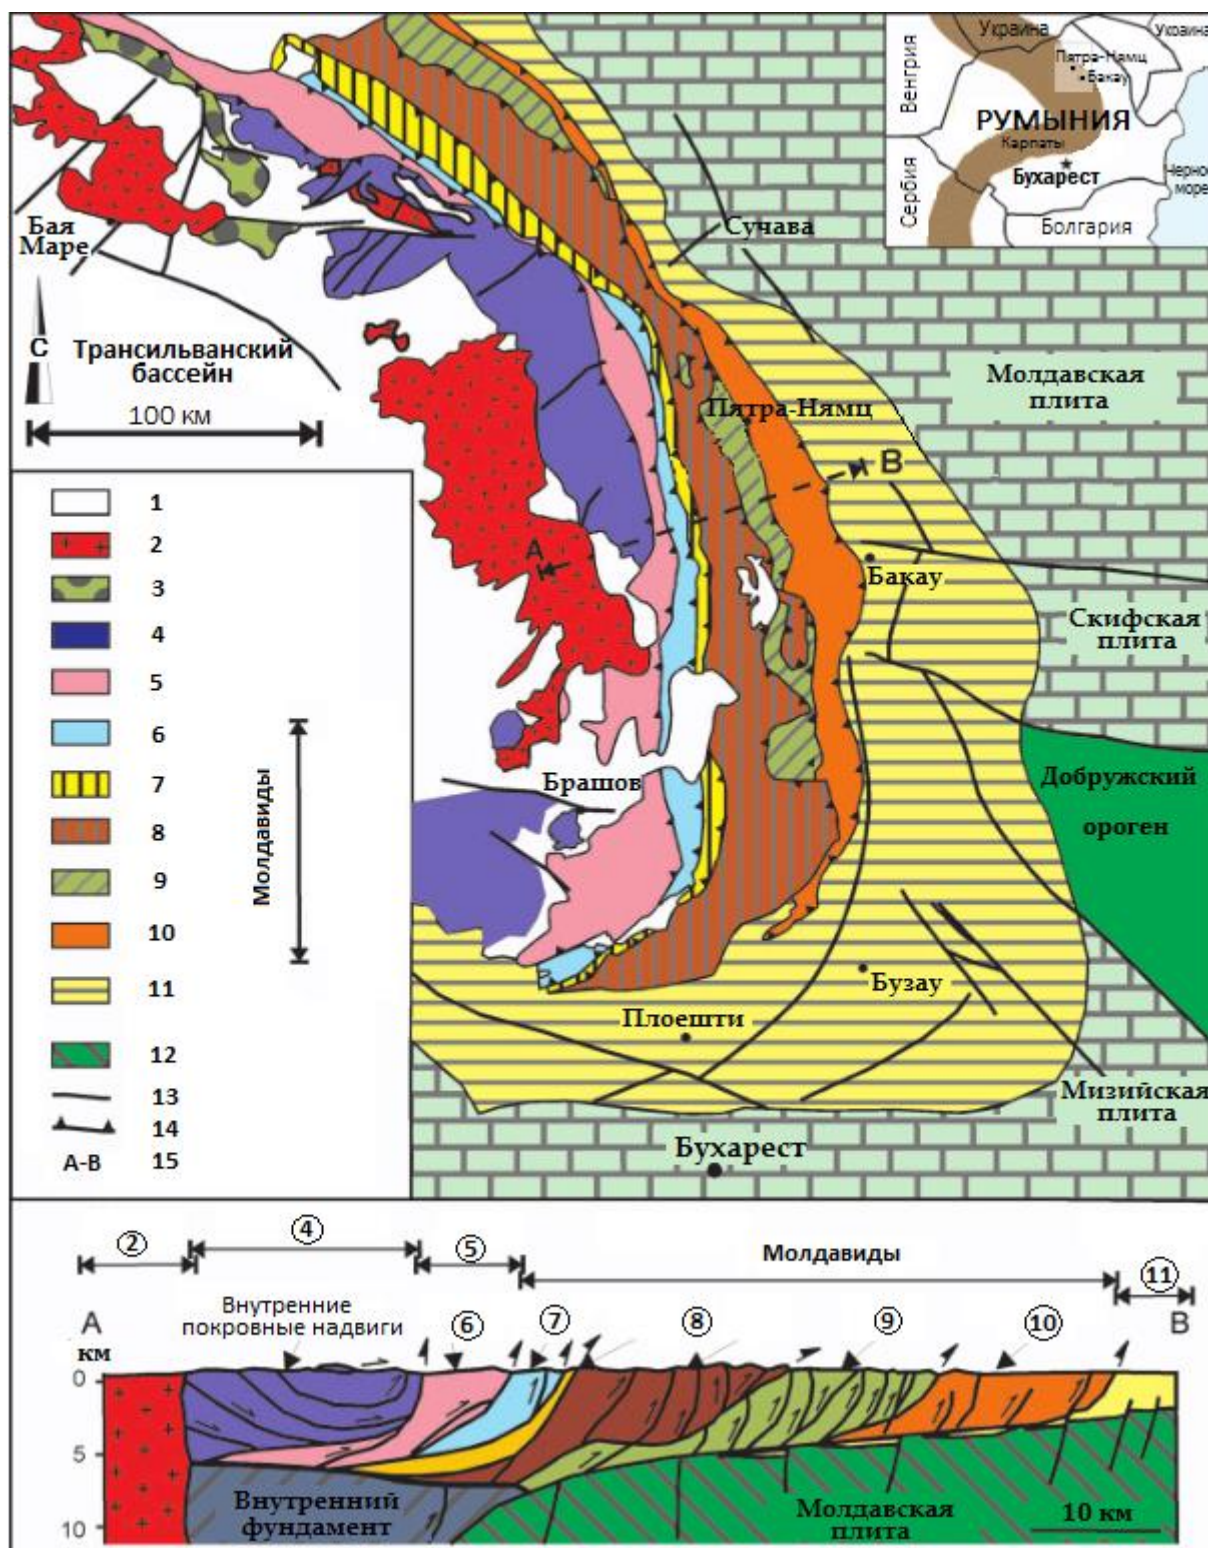 Украина
Украина
Венгрия
Пятра-Нямц
Бакау
РУМЫНИЯ
Карпаты
Бухарест
Сербия
Черное
море
Болгария
Бая
Маре
Сучава
С
Трансильванский
бассейн
100 км
Молдавская
плита
Пятра-Нямц
В
А
Бакау
Скифская
плита
Брашов
Добружский
ороген
Бузау
Плоешти
Мизийская
плита
Бухарест
1
2
3
4
5
6
7
8
9
10
11
12
13
14
А-В 15
Молдавиды
2
4
5
Молдавиды
11
Внутренние
покровные надвиги
6
7
8
9
10
А
В
км
0
5
10
Внутренний
фундамент
Молдавская
плита
10 км